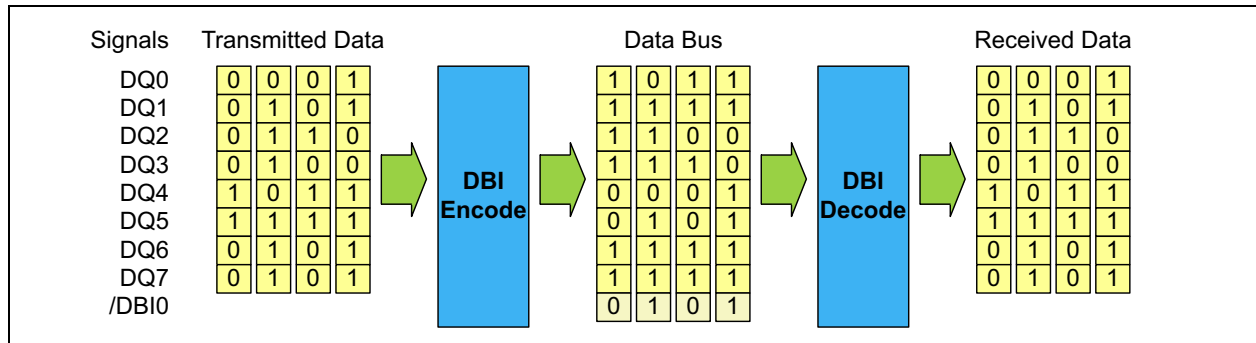 Signals Transmitted Data Data Bus Received Data
DQ0 0 0 0 1 1 0 1 1 0 0 0 1
DQ1 0 1 0 1 1 1 1 1 0 1 0 1
DQ2 0 1 1 0 1 1 0 0 0 1 1 0
DQ3 0 1 0 0 1 1 1 0 0 1 0 0
DQ4 1 0 1 1 0 0 0 1 1 0 1 1
DQ5 1 1 1 1 0 1 0 1 1 1 1 1
DQ6 0 1 0 1 1 1 1 1 0 1 0 1
DQ7 0 1 0 1 1 1 1 1 0 1 0 1
/DBI0 0 1 0 1
DBI
Encode
DBI
Decode